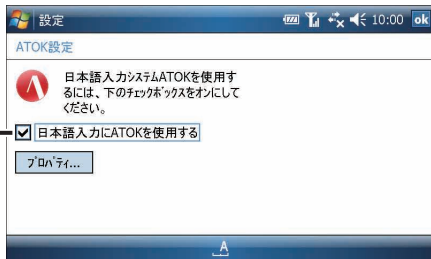 設定 10:00 ok
ATOK設定
日本語入力システムATOKを使用す
るには、下のチェックボックスをオンにして
ください。
日本語入力にATOKを使用する
プロパティ...
A